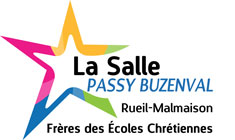 La Salle
PASSY BUZENVAL
Rueil-Malmaison
Frères des Écoles Chrétiennes